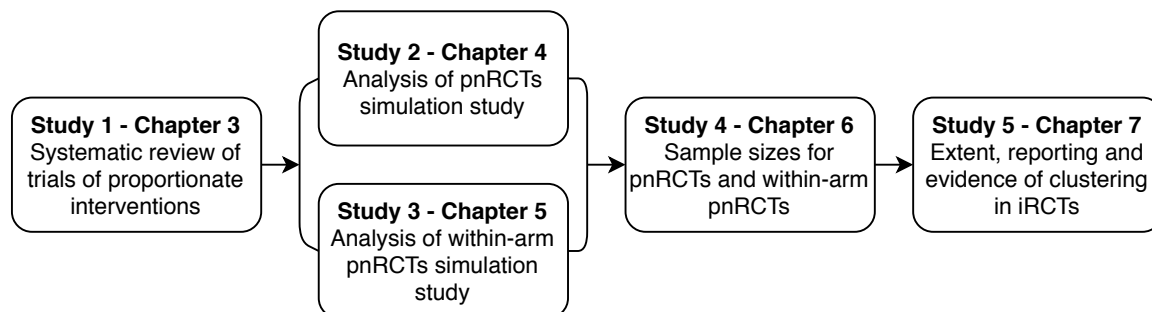 Study 1 - Chapter 3
Systematic review of
trials of proportionate
interventions
Study 2 - Chapter 4
Analysis of pnRCTs
simulation study
Study 3 - Chapter 5
Analysis of within-arm
pnRCTs simulation
study
Study 4 - Chapter 6
Sample sizes for
pnRCTs and within-arm
pnRCTs
Study 5 - Chapter 7
Extent, reporting and
evidence of clustering
in iRCTs